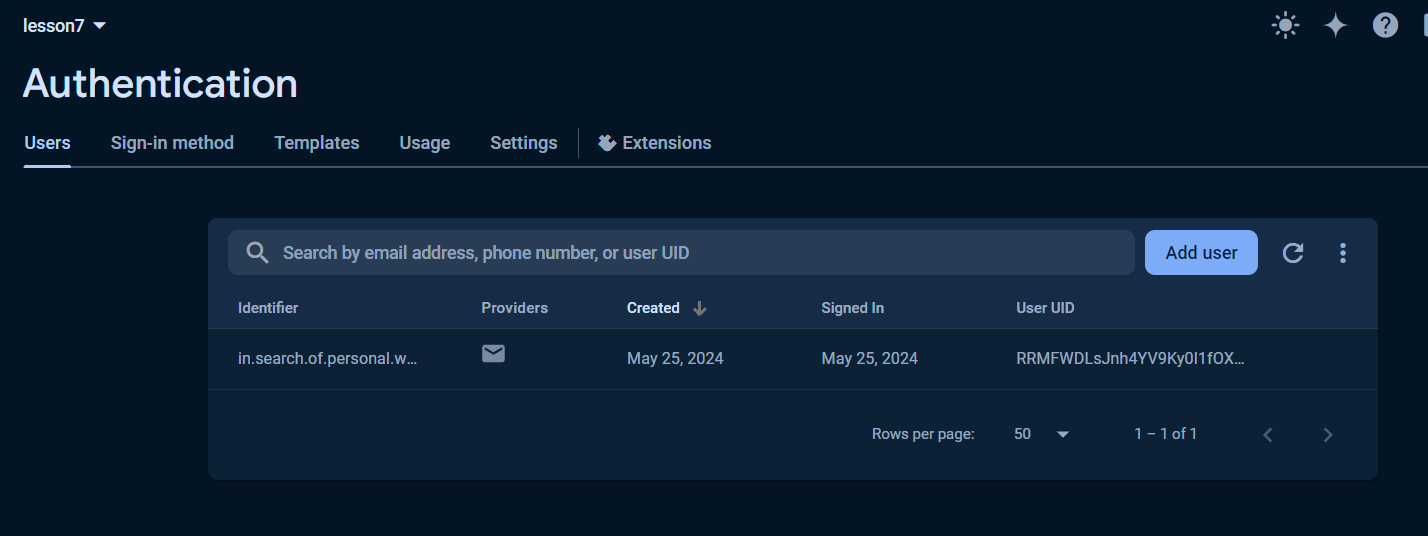 lesson7
Authentication
Users Sign-in method Templates Usage Settings Extensions
Search by email address, phone number, or user UID Add user
Identifier Providers Created Signed In User UID
in.search.of.personal.w... May 25, 2024 May 25, 2024 RRMFWDLsJnh4YV9Ky0I1fOX...
Rows per page: 50 1 – 1 of 1